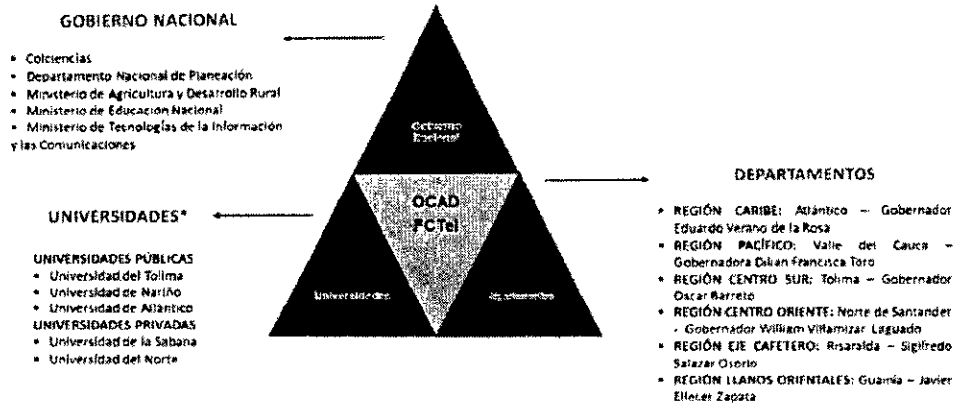 GOBIERNO NACIONAL
• Colciencias
• Departamento Nacional de Planeación
• Ministerio de Agricultura y Desarrollo Rural
• Ministerio de Educación Nacional
• Ministerio de Tecnologías de la Información
y las Comunicaciones
Gobierno
Nacional
OCAD
FCTeI
Universidades
UNIVERSIDADES*
UNIVERSIDADES PÚBLICAS
• Universidad del Tolima
• Universidad de Nariño
• Universidad de Atlántico
UNIVERSIDADES PRIVADAS
• Universidad de la Sabana
• Universidad del Norte
DEPARTAMENTOS
• REGIÓN CARIBE: Atlántico – Gobernador
Eduardo Verano de la Rosa
• REGIÓN PACÍFICO: Valle del Cauca –
Gobernadora Dilian Francisca Toro
• REGIÓN CENTRO SUR: Tolima – Gobernador
Oscar Barreto
• REGIÓN CENTRO ORIENTE: Norte de Santander
- Gobernador William Villamizar Laguado
• REGIÓN EJE CAFETERO: Risaralda – Sigifredo
Salazar Osorio
• REGIÓN LLANOS ORIENTALES: Guainía – Javier
Eliecer Zapata